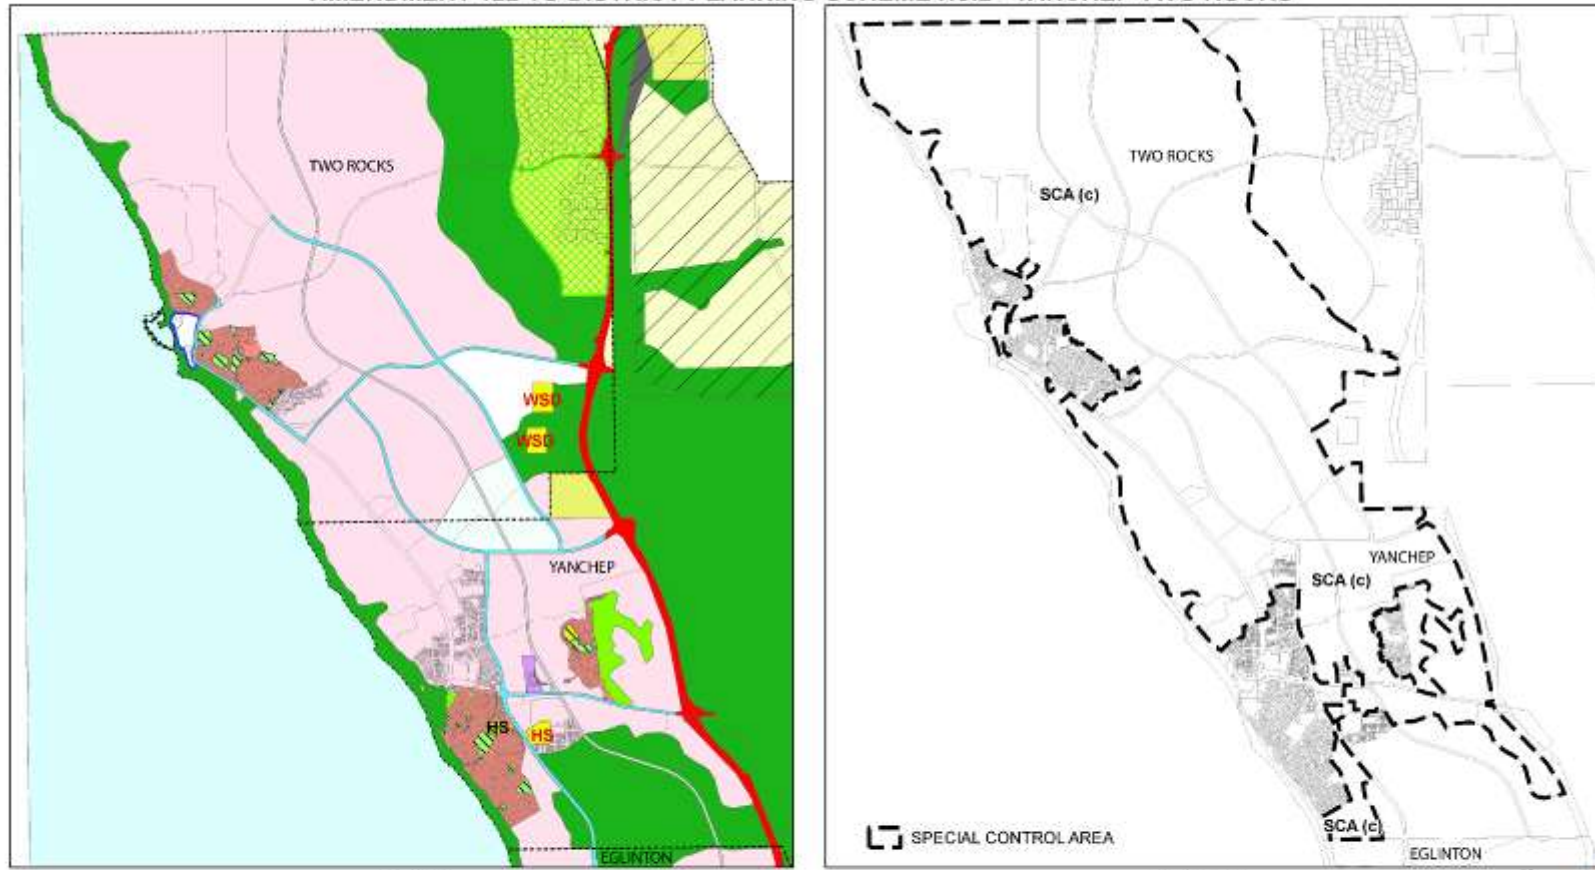 TWO ROCKS
WSD
WSD
YANCHEP
HS
HS
EGLINTON
TWO ROCKS
SCA (c)
YANCHEP
SCA (c)
SCA (c)
SPECIAL CONTROL AREA
EGLINTON